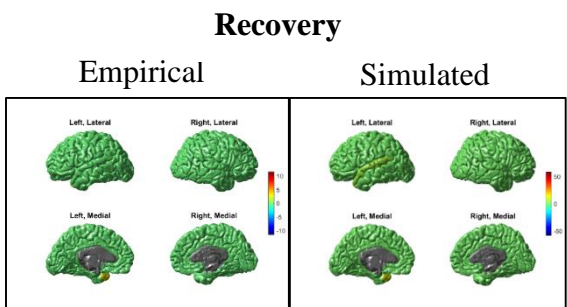 Recovery
Empirical
Simulated
Left, Lateral
Right, Lateral
10
5
0
-5
-10
Left, Medial
Right, Medial
Left, Lateral
Right, Lateral
50
0
-50
Left, Medial
Right, Medial